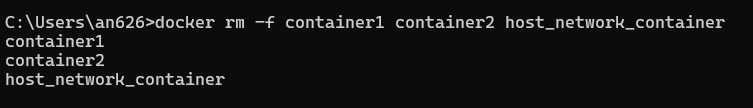 C:\Users\an626>docker rm -f container1 container2 host_network_container
container1
container2
host_network_container